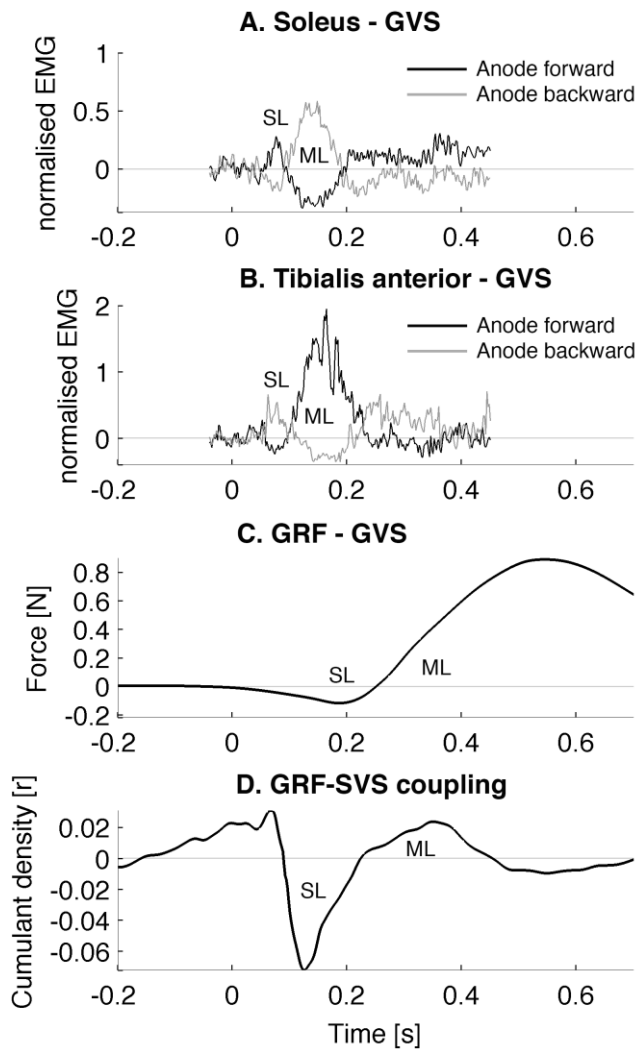 A. Soleus - GVS
normalised EMG
1
0.5
0
Anode forward
Anode backward
SL
ML
-0.2 0 0.2 0.4 0.6
B. Tibialis anterior - GVS
normalised EMG
2
1
0
Anode forward
Anode backward
SL
ML
-0.2 0 0.2 0.4 0.6
C. GRF - GVS
Force [N]
0.8
0.6
0.4
0.2
0
-0.2
SL
ML
-0.2 0 0.2 0.4 0.6
D. GRF-SVS coupling
Cumulant density [r]
0.02
0
-0.02
-0.04
-0.06
SL
ML
-0.2 0 0.2 0.4 0.6
Time [s]